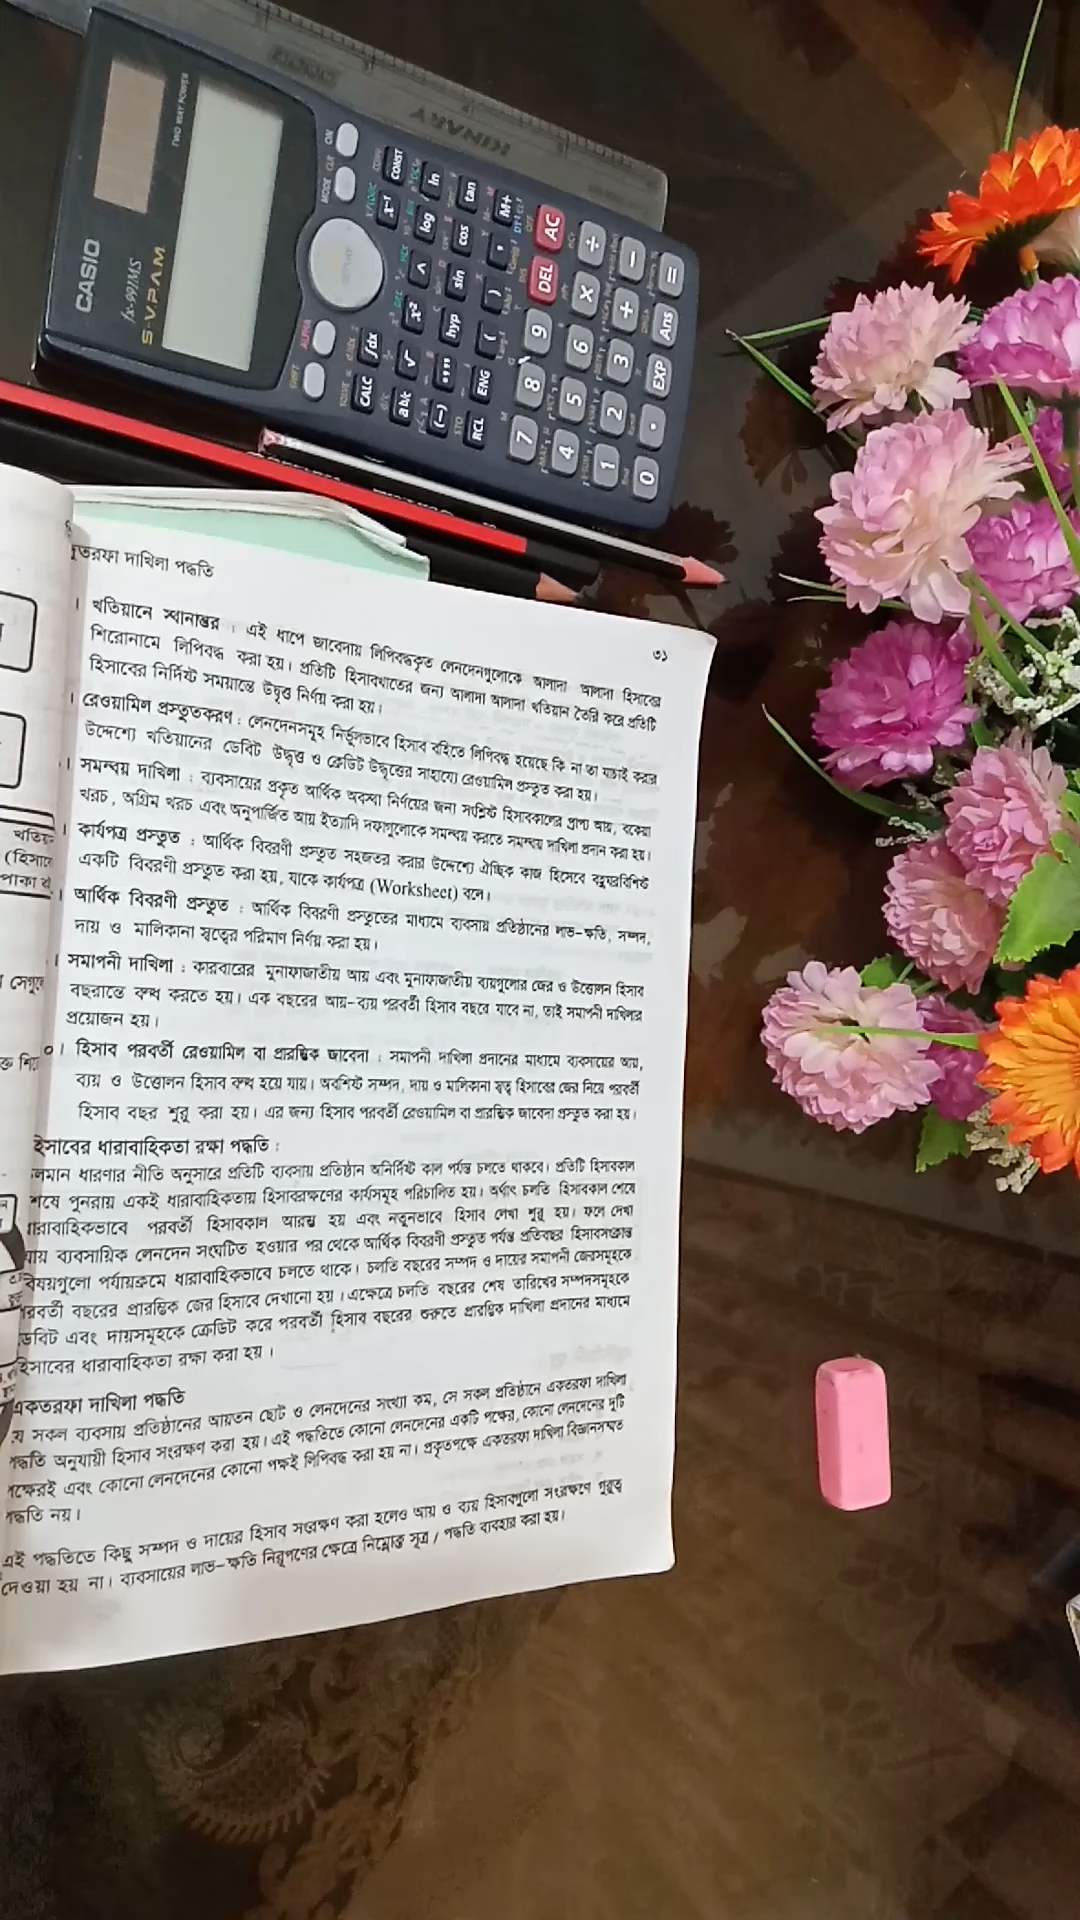 KINARY
CASIO
fx-991MS
S-V.P.A.M.
TWO WAY POWER
SHIFT ALPHA MODE CLR ON
CALC ∫dx x⁻¹ CONST
ab/c √ x² ^ log ln
(−) °''' hyp sin cos tan
RCL ENG ( ) , M+
7 8 9 DEL AC
4 5 6 × ÷
1 2 3 + −
0 . EXP Ans =
দাখিলা পদ্ধতি
৩১
। খতিয়ানে স্থানান্তর : এই ধাপে জাবেদায় লিপিবদ্ধকৃত লেনদেনগুলোকে আলাদা আলাদা হিসাবের
শিরোনামে লিপিবদ্ধ করা হয়। প্রতিটি হিসাবখাতের জন্য আলাদা আলাদা খতিয়ান তৈরি করে প্রতিটি
হিসাবের নির্দিষ্ট সময়ান্তে উদ্বৃত্ত নির্ণয় করা হয়।
। রেওয়ামিল প্রস্তুতকরণ : লেনদেনসমূহ নির্ভুলভাবে হিসাব বহিতে লিপিবদ্ধ হয়েছে কি না তা যাচাই করার
উদ্দেশ্যে খতিয়ানের ডেবিট উদ্ধৃত্ত ও ক্রেডিট উদ্ধৃত্তের সাহায্যে রেওয়ামিল প্রস্তুত করা হয়।
। সমন্বয় দাখিলা : ব্যবসায়ের প্রকৃত আর্থিক অবস্থা নির্ণয়ের জন্য সংশ্লিষ্ট হিসাবকালের প্রাপ্য আয়, বকেয়া
খরচ, অগ্রিম খরচ এবং অনুপার্জিত আয় ইত্যাদি দফাগুলোকে সমন্বয় করতে সমন্বয় দাখিলা প্রদান করা হয়।
। কার্যপত্র প্রস্তুত : আর্থিক বিবরণী প্রস্তুত সহজতর করার উদ্দেশ্যে ঐচ্ছিক কাজ হিসেবে বহুঘরবিশিষ্ট
একটি বিবরণী প্রস্তুত করা হয়, যাকে কার্যপত্র (Worksheet) বলে।
। আর্থিক বিবরণী প্রস্তুত : আর্থিক বিবরণী প্রস্তুতের মাধ্যমে ব্যবসায় প্রতিষ্ঠানের লাভ-ক্ষতি, সম্পদ,
দায় ও মালিকানা স্বত্বের পরিমাণ নির্ণয় করা হয়।
। সমাপনী দাখিলা : কারবারের মুনাফাজাতীয় আয় এবং মুনাফাজাতীয় ব্যয়গুলোর জের ও উত্তোলন হিসাব
বছরান্তে বন্ধ করতে হয়। এক বছরের আয়-ব্যয় পরবর্তী হিসাব বছরে যাবে না, তাই সমাপনী দাখিলার
প্রয়োজন হয়।
০। হিসাব পরবর্তী রেওয়ামিল বা প্রারম্ভিক জাবেদা : সমাপনী দাখিলা প্রদানের মাধ্যমে ব্যবসায়ের আয়,
ব্যয় ও উত্তোলন হিসাব বন্ধ হয়ে যায়। অবশিষ্ট সম্পদ, দায় ও মালিকানা স্বত্ব হিসাবের জের নিয়ে পরবর্তী
হিসাব বছর শুরু করা হয়। এর জন্য হিসাব পরবর্তী রেওয়ামিল বা প্রারম্ভিক জাবেদা প্রস্তুত করা হয়।
ধারাবাহিকতা রক্ষা পদ্ধতি :
ধারণার নীতি অনুসারে প্রতিটি ব্যবসায় প্রতিষ্ঠান অনির্দিষ্ট কাল পর্যন্ত চলতে থাকবে। প্রতিটি হিসাবকাল
শেষে পুনরায় একই ধারাবাহিকতায় হিসাবরক্ষণের কার্যসমূহ পরিচালিত হয়। অর্থাৎ চলতি হিসাবকাল শেষে
পরবর্তী হিসাবকাল আরম্ভ হয় এবং নতুনভাবে হিসাব লেখা শুরু হয়। ফলে দেখা
যায় ব্যবসায়িক লেনদেন সংঘটিত হওয়ার পর থেকে আর্থিক বিবরণী প্রস্তুত পর্যন্ত প্রতিবছর হিসাবসংক্রান্ত
বিষয়গুলো পর্যায়ক্রমে ধারাবাহিকভাবে চলতে থাকে। চলতি বছরের সম্পদ ও দায়ের সমাপনী জেরসমূহকে
বছরের প্রারম্ভিক জের হিসাবে দেখানো হয়। এক্ষেত্রে চলতি বছরের শেষ তারিখের সম্পদসমূহকে
এবং দায়সমূহকে ক্রেডিট করে পরবর্তী হিসাব বছরের শুরুতে প্রারম্ভিক দাখিলা প্রদানের মাধ্যমে
ধারাবাহিকতা রক্ষা করা হয়।
একতরফা দাখিলা পদ্ধতি
সকল ব্যবসায় প্রতিষ্ঠানের আয়তন ছোট ও লেনদেনের সংখ্যা কম, সে সকল প্রতিষ্ঠানে একতরফা দাখিলা
অনুযায়ী হিসাব সংরক্ষণ করা হয়। এই পদ্ধতিতে কোনো লেনদেনের একটি পক্ষের, কোনো লেনদেনের দুটি
এবং কোনো লেনদেনের কোনো পক্ষই লিপিবদ্ধ করা হয় না। প্রকৃতপক্ষে একতরফা দাখিলা বিজ্ঞানসম্মত
নয়।
এই পদ্ধতিতে কিছু সম্পদ ও দায়ের হিসাব সংরক্ষণ করা হলেও আয় ও ব্যয় হিসাবগুলো সংরক্ষণে গুরুত্ব
দেওয়া হয় না। ব্যবসায়ের লাভ-ক্ষতি নিরূপণের ক্ষেত্রে নিম্নোক্ত সূত্র / পদ্ধতি ব্যবহার করা হয়।